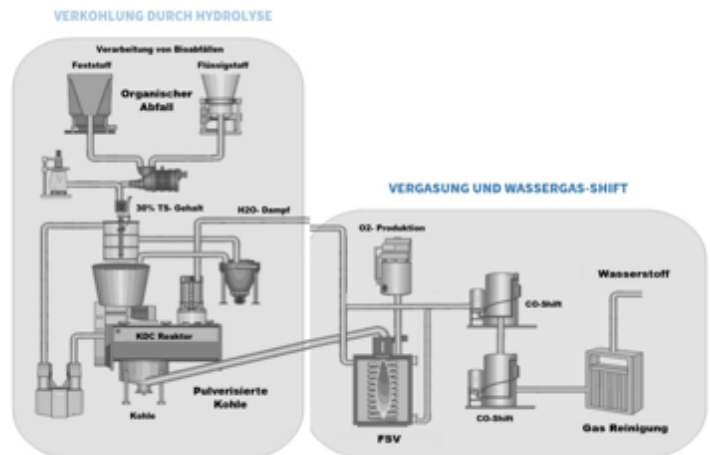 VERKOHLUNG DURCH HYDROLYSE
Verarbeitung von Bioabfällen
Feststoff
Flüssigstoff
Organischer
Abfall
30% TS- Gehalt
H2O- Dampf
KDC Reaktor
Pulverisierte
Kohle
Kohle
VERGASUNG UND WASSERGAS-SHIFT
O2- Produktion
Wasserstoff
CO-Shift
CO-Shift
FSV
Gas Reinigung